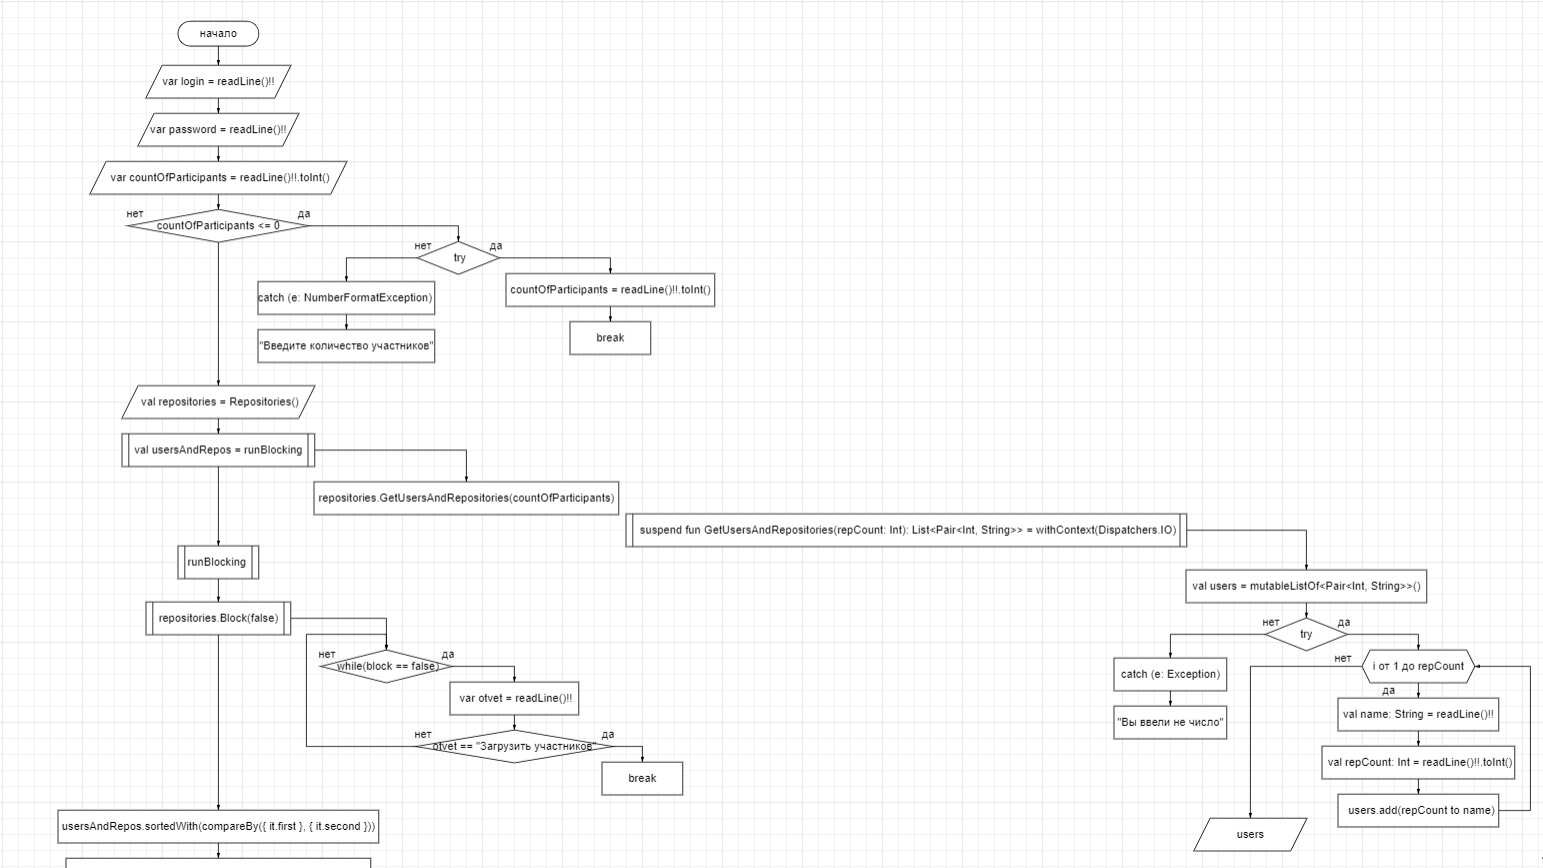 начало
var login = readLine()!!
var password = readLine()!!
var countOfParticipants = readLine()!!.toInt()
нет
да
countOfParticipants <= 0
нет
да
try
catch (e: NumberFormatException)
countOfParticipants = readLine()!!.toInt()
"Введите количество участников"
break
val repositories = Repositories()
val usersAndRepos = runBlocking
repositories.GetUsersAndRepositories(countOfParticipants)
suspend fun GetUsersAndRepositories(repCount: Int): List<Pair<Int, String>> = withContext(Dispatchers.IO)
runBlocking
val users = mutableListOf<Pair<Int, String>>()
repositories.Block(false)
нет
да
try
нет
да
while(block == false)
нет
i от 1 до repCount
catch (e: Exception)
да
var otvet = readLine()!!
val name: String = readLine()!!
"Вы ввели не число"
нет
да
otvet == "Загрузить участников"
val repCount: Int = readLine()!!.toInt()
break
users.add(repCount to name)
usersAndRepos.sortedWith(compareBy({ it.first }, { it.second }))
users